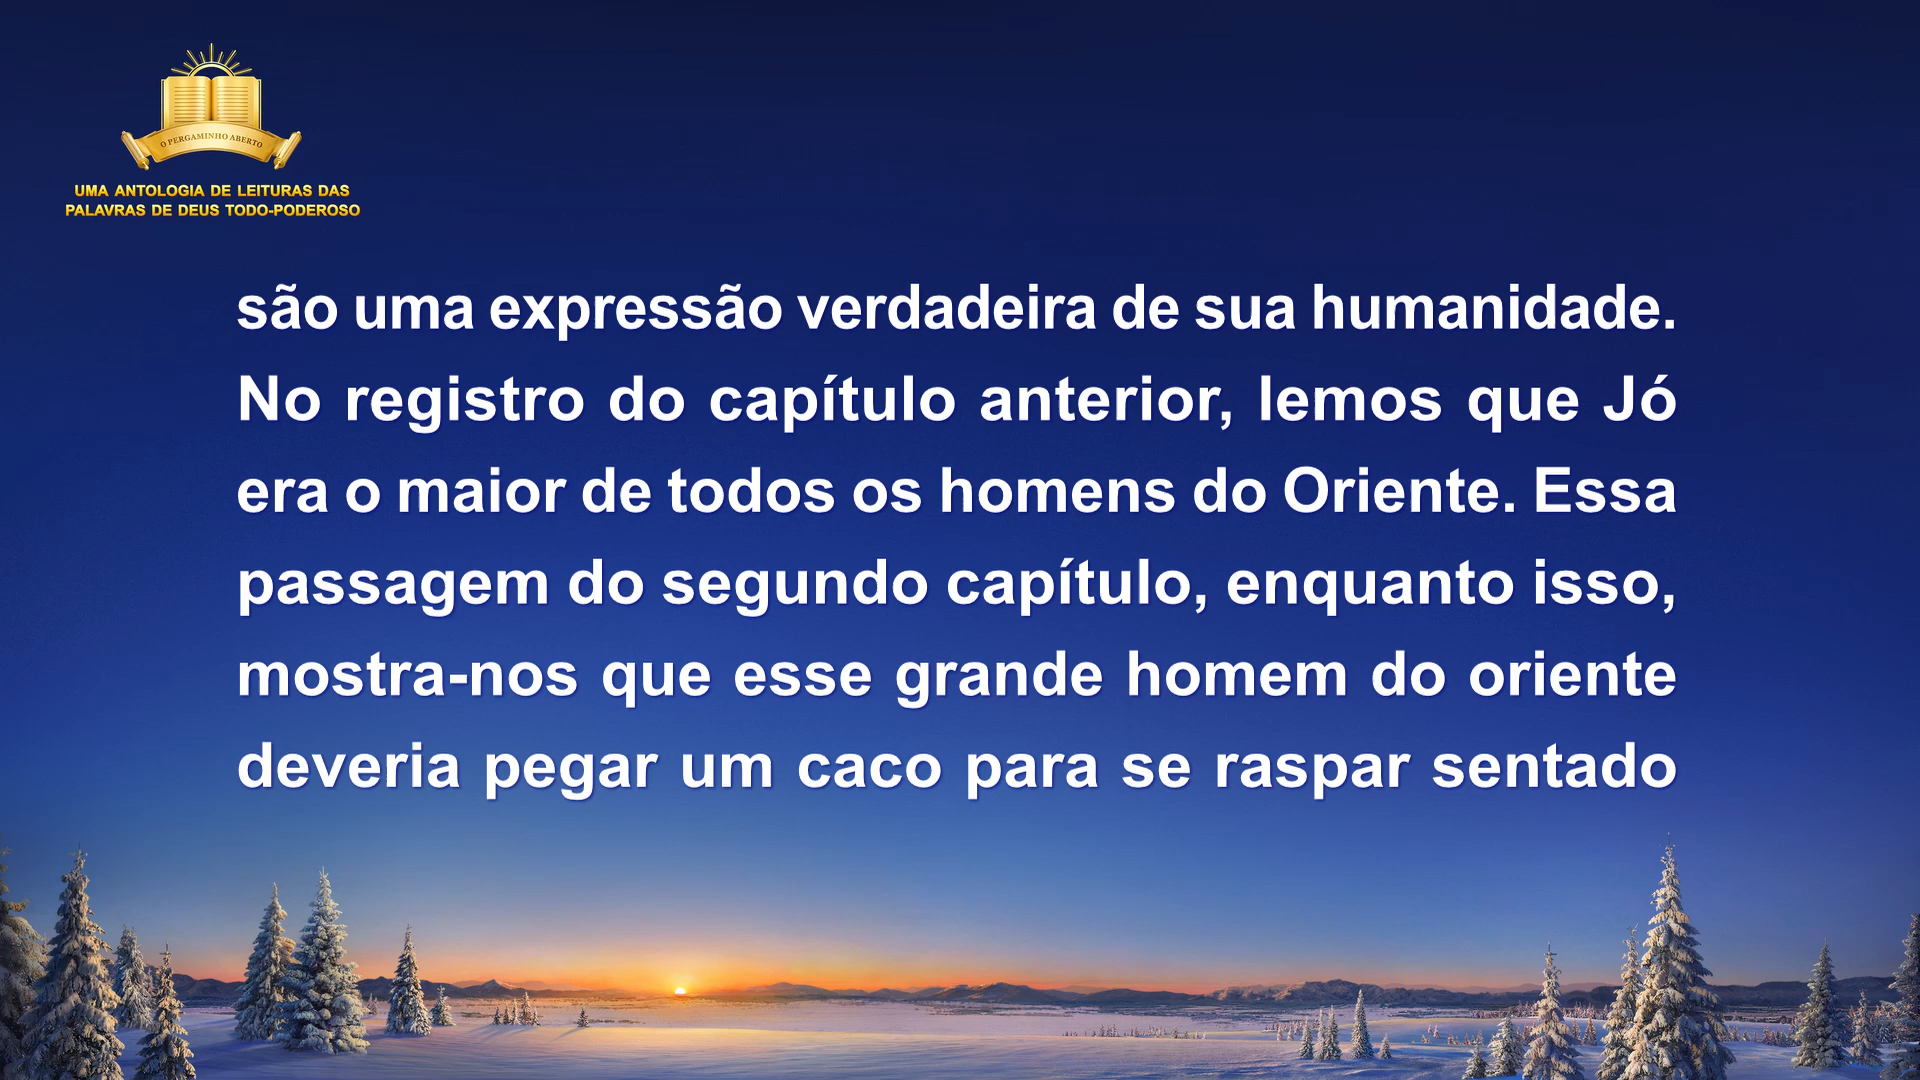 O PERGAMINHO ABERTO
UMA ANTOLOGIA DE LEITURAS DAS
PALAVRAS DE DEUS TODO-PODEROSO
são uma expressão verdadeira de sua humanidade.
No registro do capítulo anterior, lemos que Jó
era o maior de todos os homens do Oriente. Essa
passagem do segundo capítulo, enquanto isso,
mostra-nos que esse grande homem do oriente
deveria pegar um caco para se raspar sentado